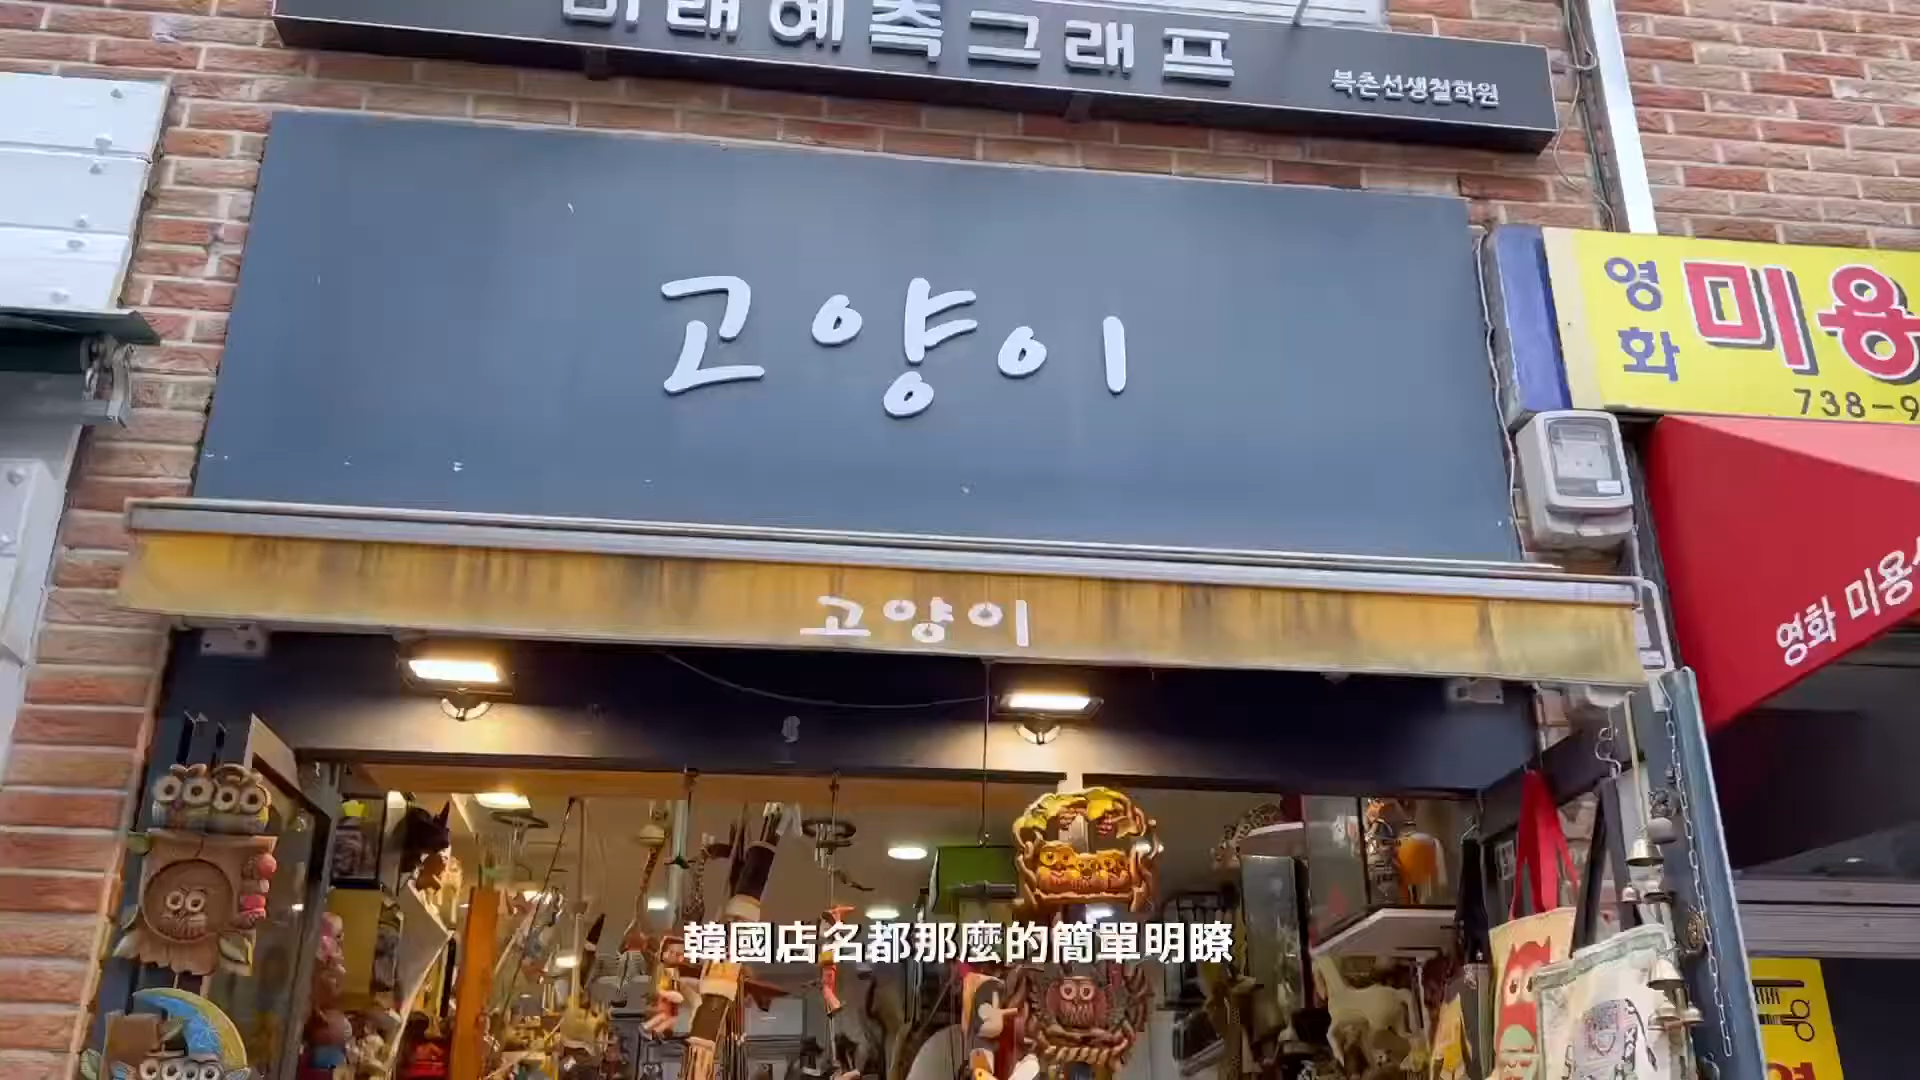 미래예측그래프
북촌선생철학원
고양이
영화
미용
738-9
고양이
영화 미용
韓國店名都那麼的簡單明瞭